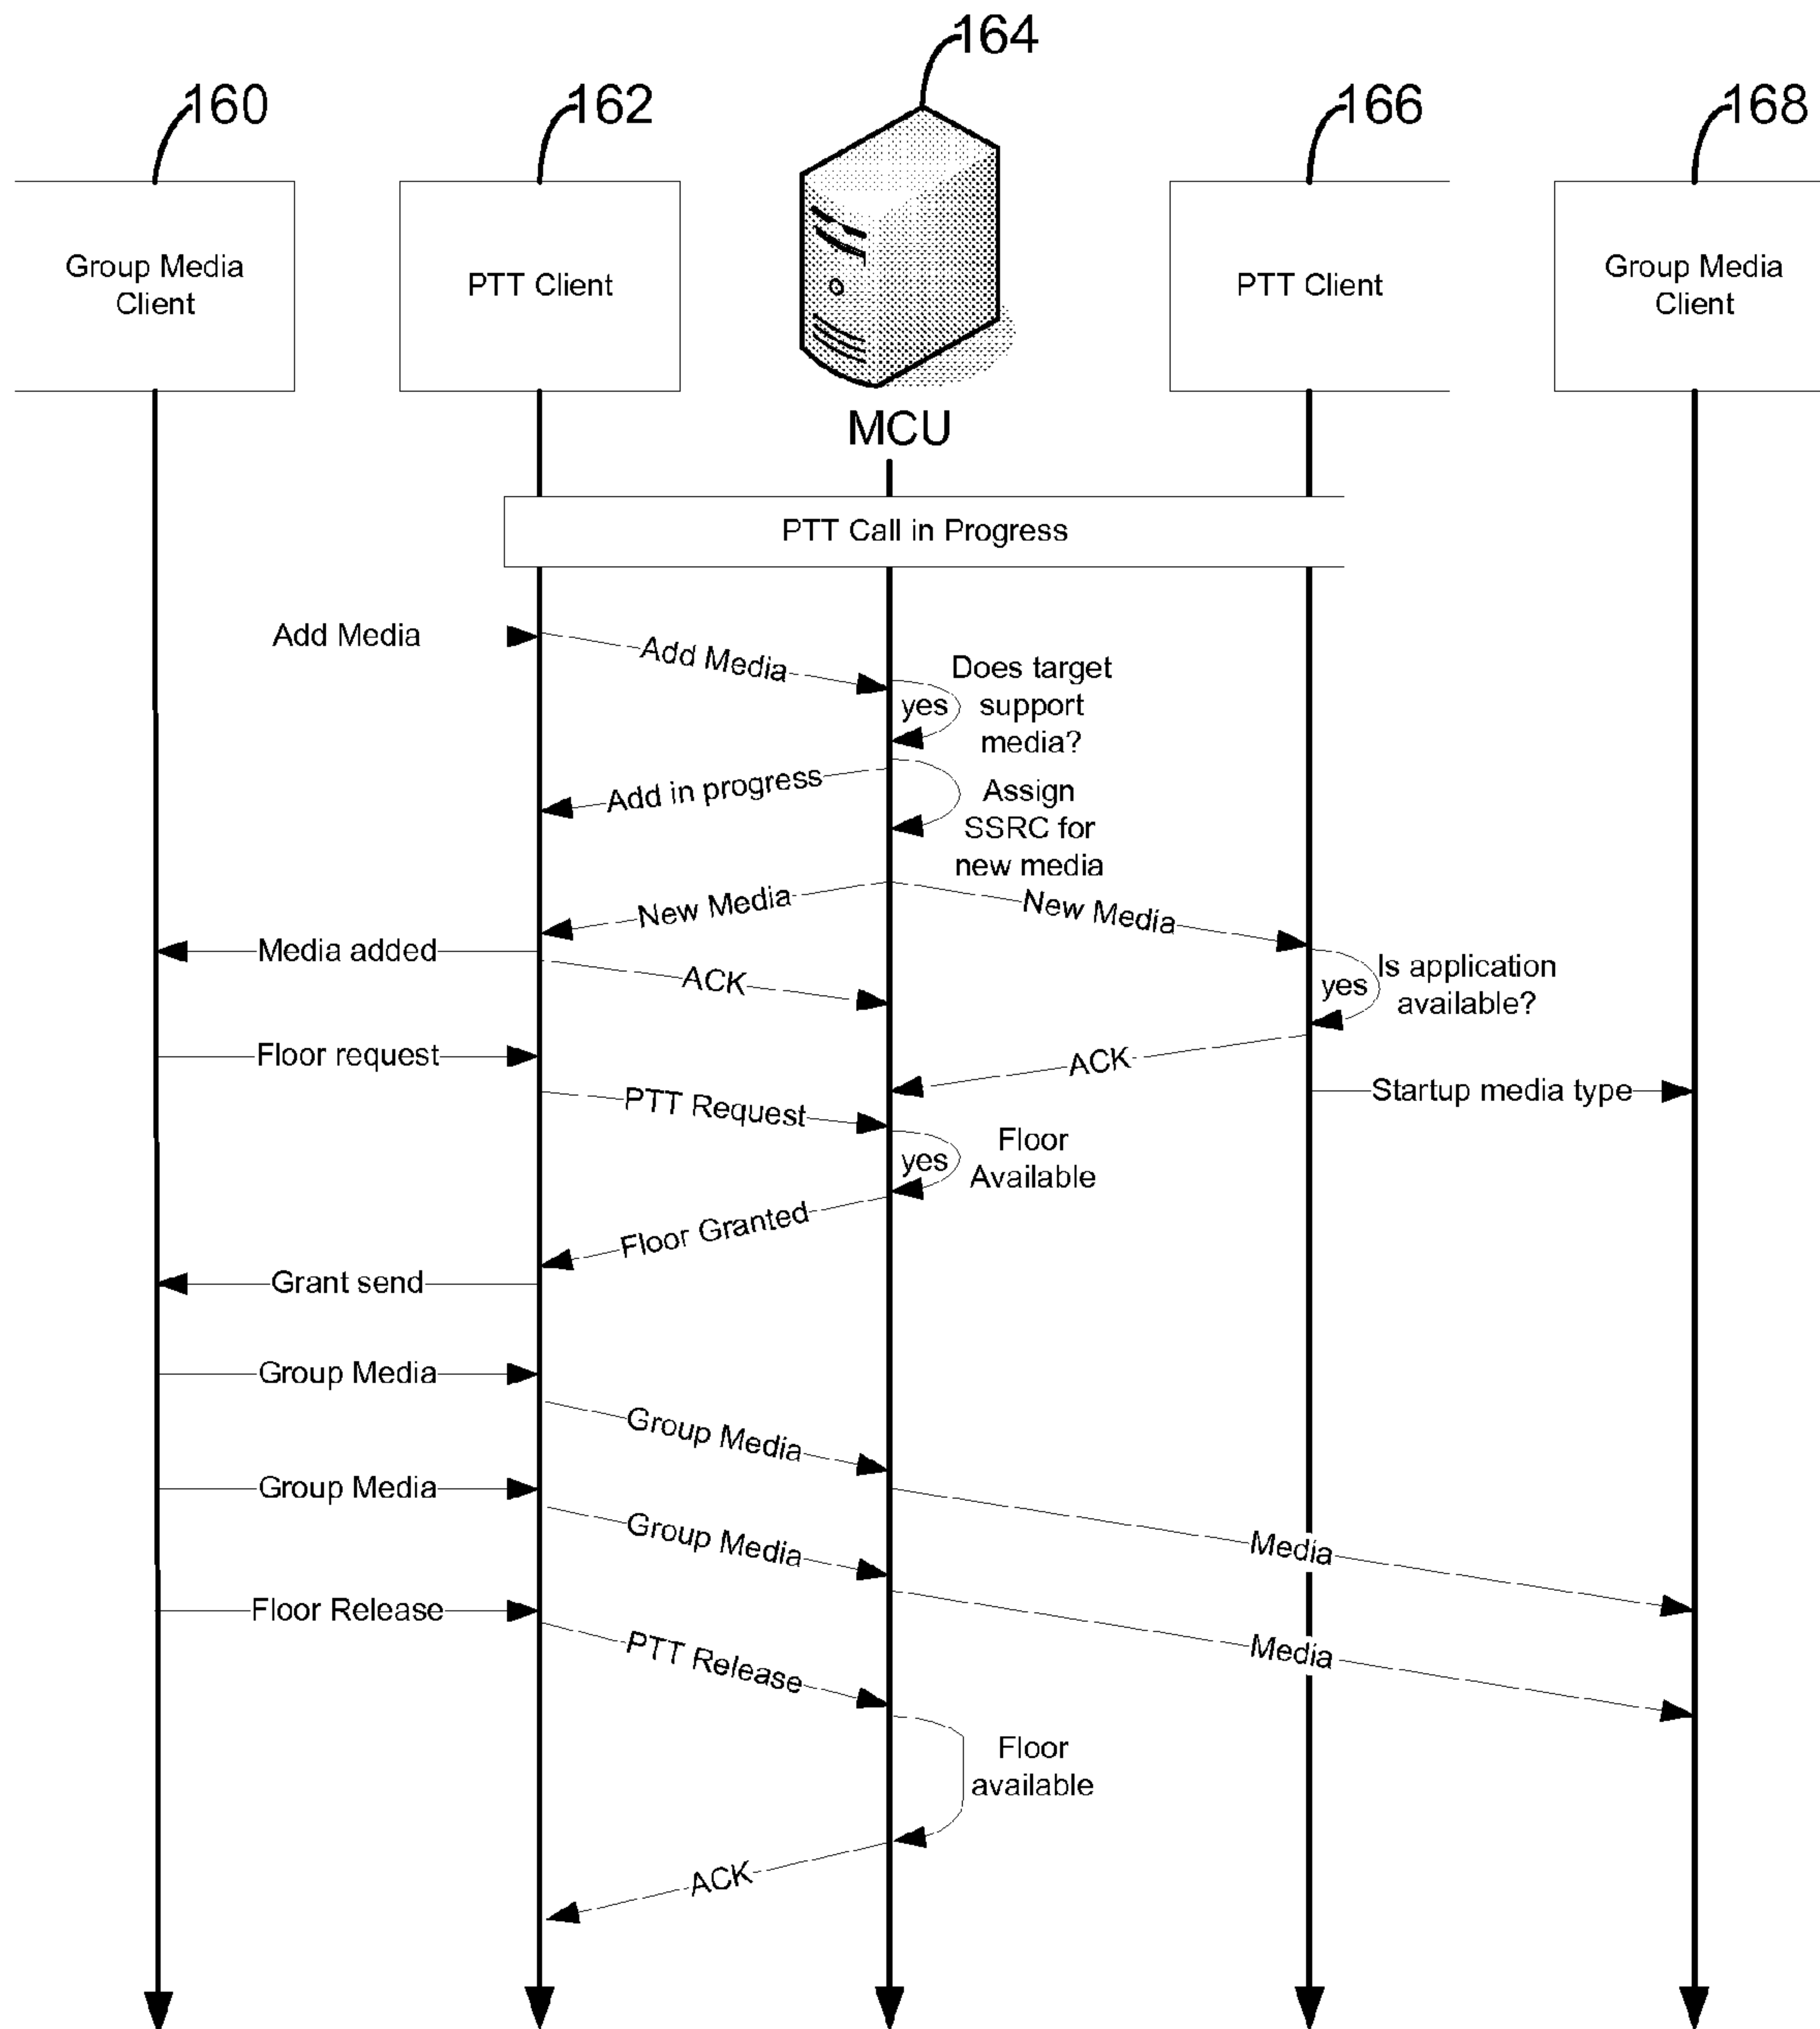 164
160
162
166
168
Group Media
Client
PTT Client
PTT Client
Group Media
Client
MCU
PTT Call in Progress
Add Media
Add Media
Does target
support
media?
yes
Add in progress
Assign
SSRC for
new media
New Media
New Media
Media added
ACK
Is application
available?
yes
Floor request
ACK
PTT Request
Startup media type
Floor
Available
yes
Floor Granted
Grant send
Group Media
Group Media
Group Media
Group Media
Media
Floor Release
PTT Release
Media
Floor
available
ACK